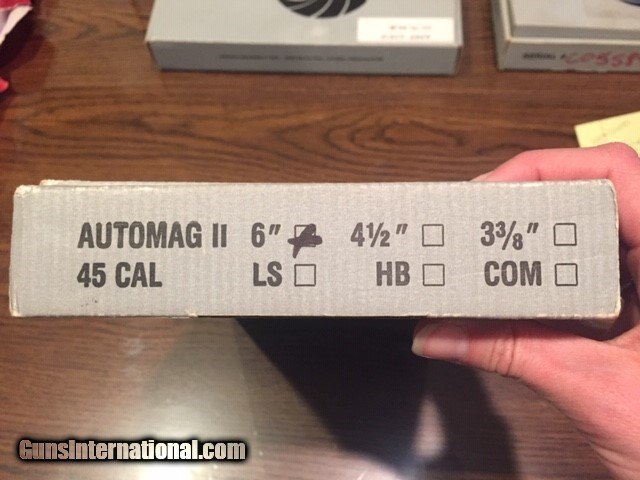 AUTOMAG II 6" 4½" 3⅜"
45 CAL LS HB COM
GunsInternational.com